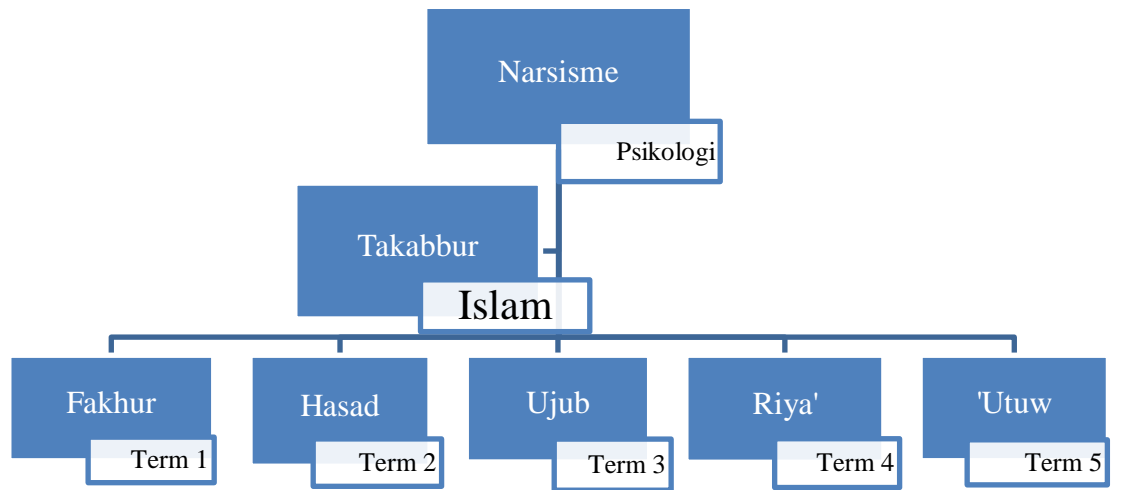 Narsisme
Psikologi
Takabbur
Islam
Fakhur
Term 1
Hasad
Term 2
Ujub
Term 3
Riya'
Term 4
'Utuw
Term 5